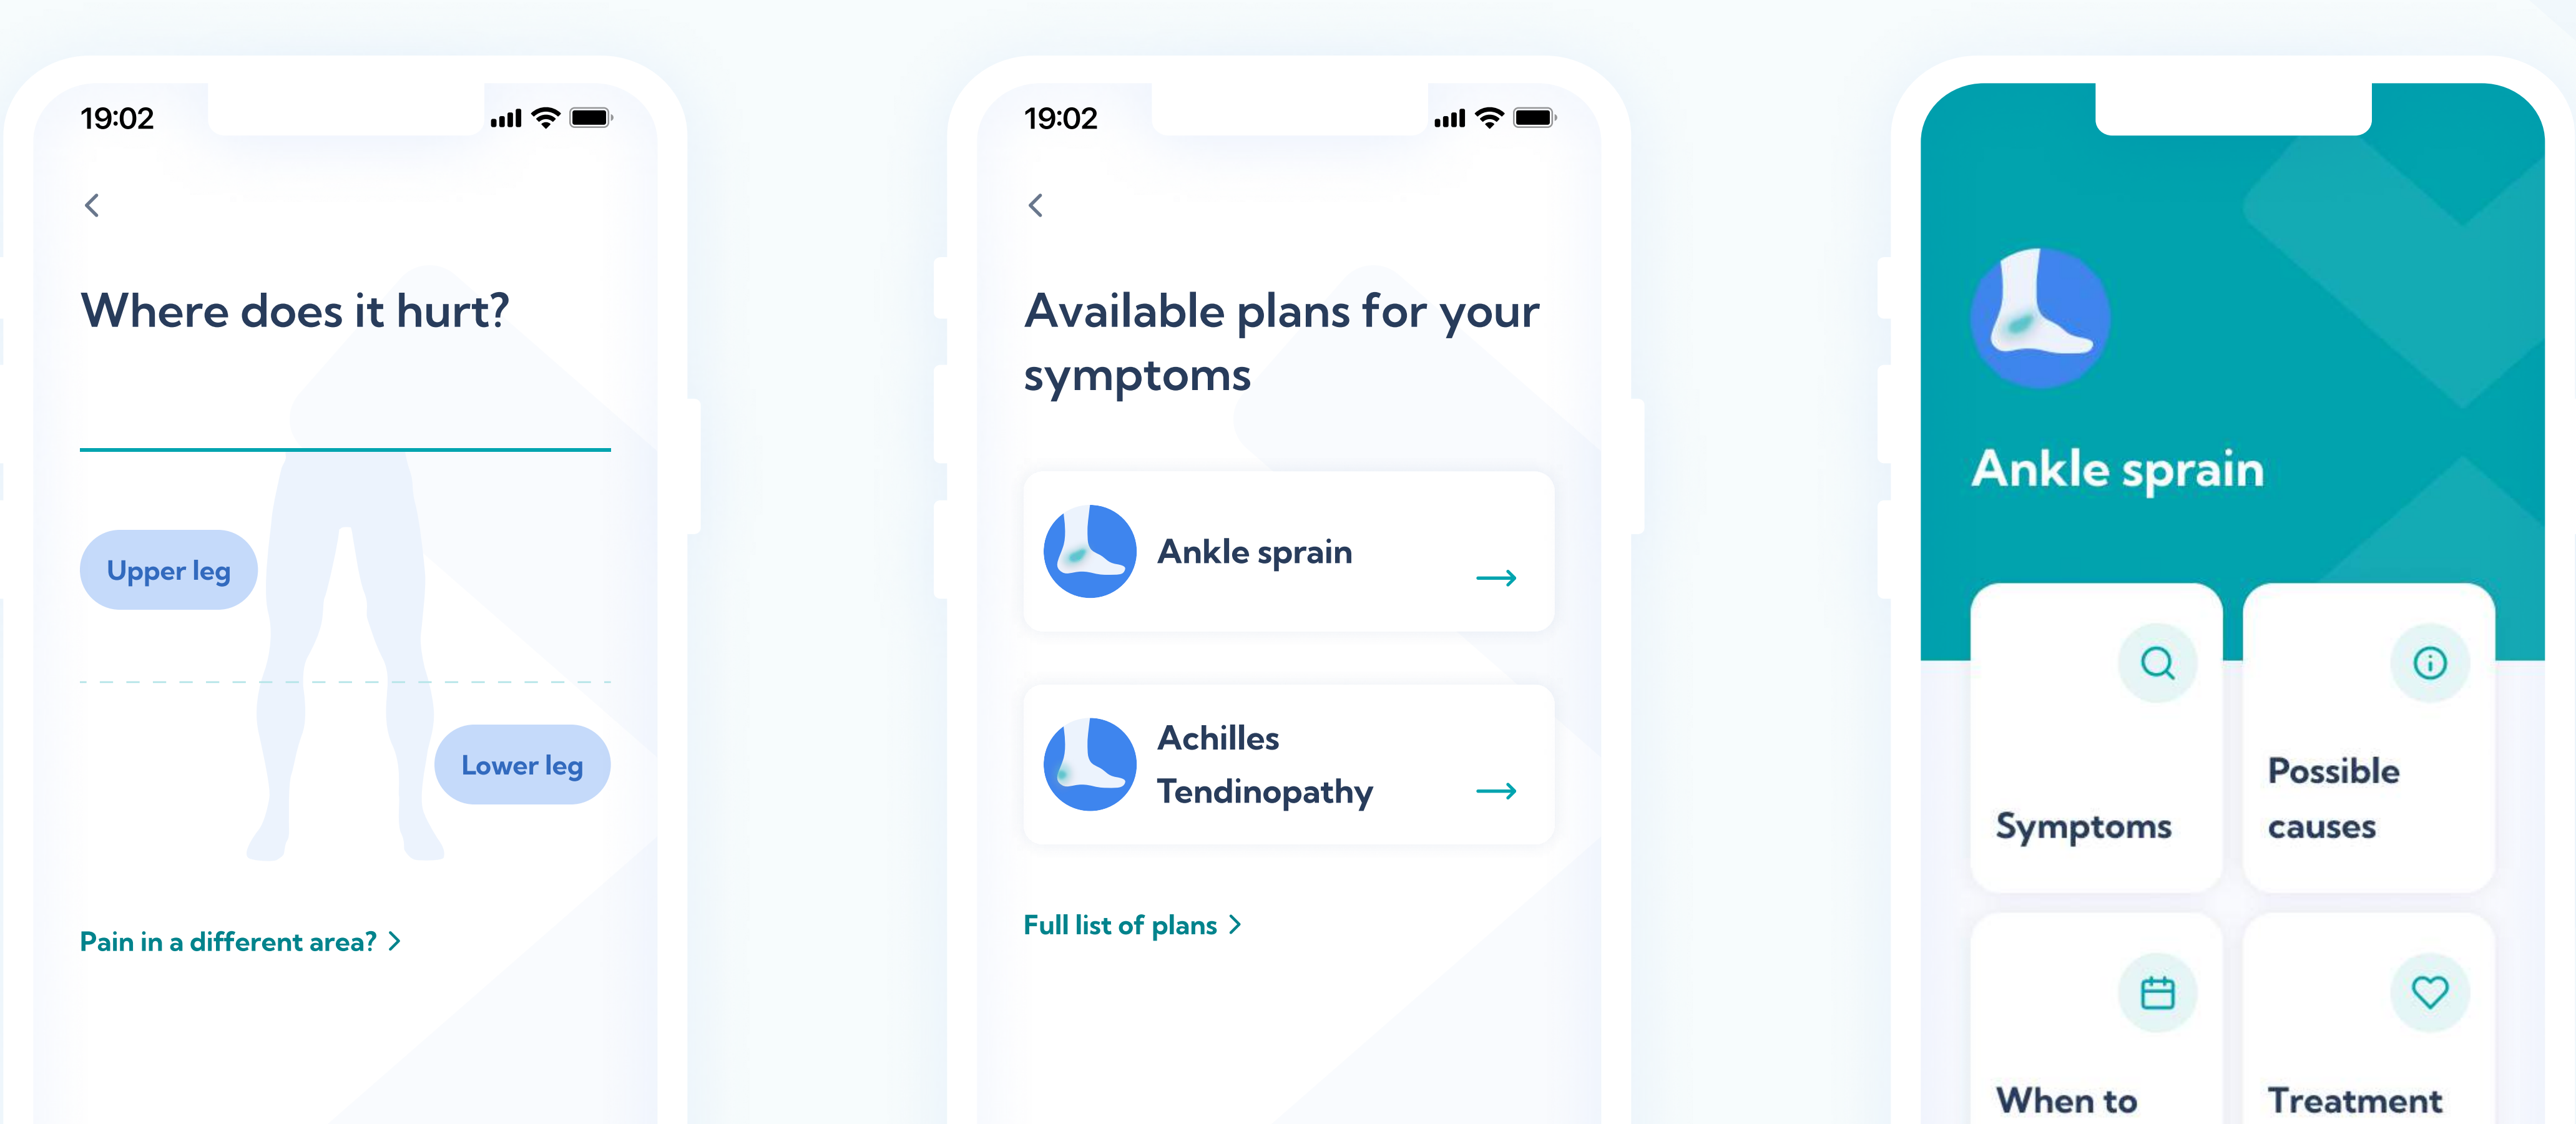 19:02
Where does it hurt?
Upper leg
Lower leg
Pain in a different area?
19:02
Available plans for your
symptoms
Ankle sprain
Achilles
Tendinopathy
Full list of plans
Ankle sprain
Symptoms
Possible
causes
When to
Treatment